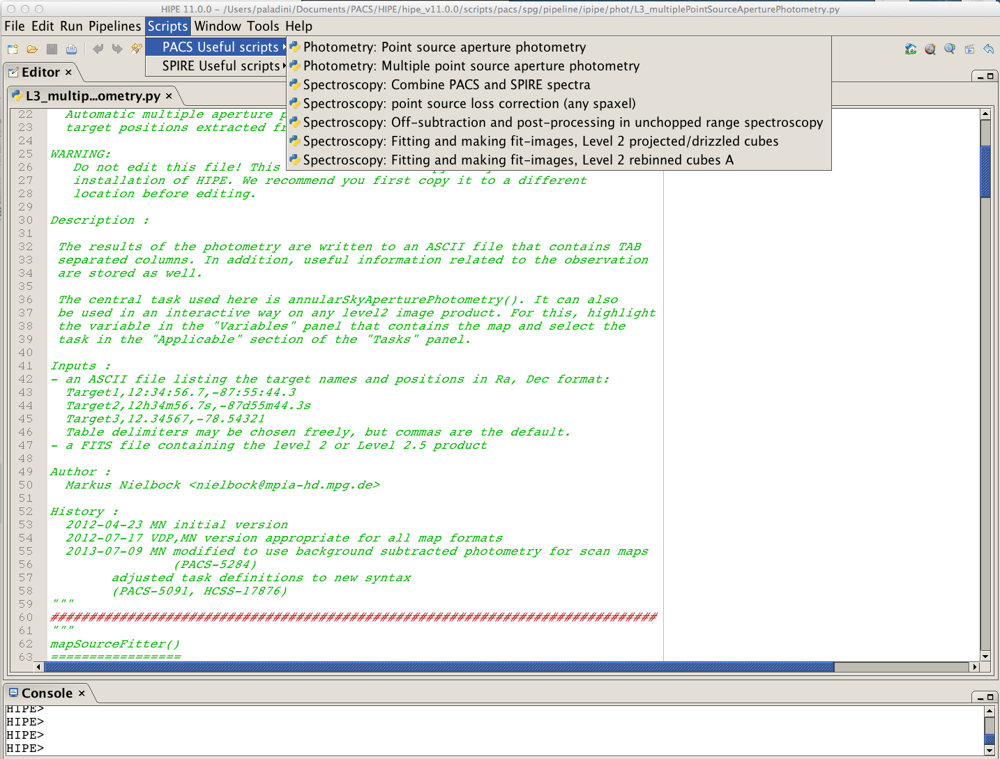 HIPE 11.0.0 - /Users/paladini/Documents/PACS/HIPE/hipe_v11.0.0/scripts/pacs/spg/pipeline/ipipe/phot/L3_multiplePointSourceAperturePhotometry.py
File Edit Run Pipelines Scripts Window Tools Help
PACS Useful scripts
SPIRE Useful scripts
Photometry: Point source aperture photometry
Photometry: Multiple point source aperture photometry
Spectroscopy: Combine PACS and SPIRE spectra
Spectroscopy: point source loss correction (any spaxel)
Spectroscopy: Off-subtraction and post-processing in unchopped range spectroscopy
Spectroscopy: Fitting and making fit-images, Level 2 projected/drizzled cubes
Spectroscopy: Fitting and making fit-images, Level 2 rebinned cubes A
Editor ×
L3_multip...ometry.py ×
22 Automatic multiple aperture
23 target positions extracted
24
25 WARNING:
26 Do not edit this file! This
27 installation of HIPE. We recommend you first copy it to a different
28 location before editing.
29
30 Description :
31
32 The results of the photometry are written to an ASCII file that contains TAB
33 separated columns. In addition, useful information related to the observation
34 are stored as well.
35
36 The central task used here is annularSkyAperturePhotometry(). It can also
37 be used in an interactive way on any level2 image product. For this, highlight
38 the variable in the "Variables" panel that contains the map and select the
39 task in the "Applicable" section of the "Tasks" panel.
40
41 Inputs :
42 - an ASCII file listing the target names and positions in Ra, Dec format:
43 Target1,12:34:56.7,-87:55:44.3
44 Target2,12h34m56.7s,-87d55m44.3s
45 Target3,12.34567,-78.54321
46 Table delimiters may be chosen freely, but commas are the default.
47 - a FITS file containing the level 2 or Level 2.5 product
48
49 Author :
50 Markus Nielbock <nielbock@mpia-hd.mpg.de>
51
52 History :
53 2012-04-23 MN initial version
54 2012-07-17 VDP,MN version appropriate for all map formats
55 2013-07-09 MN modified to use background subtracted photometry for scan maps
56 (PACS-5284)
57 adjusted task definitions to new syntax
58 (PACS-5091, HCSS-17876)
59 """
60 ################################################################################
61 """
62 mapSourceFitter()
63 =================
Console ×
HIPE>
HIPE>
HIPE>
HIPE>